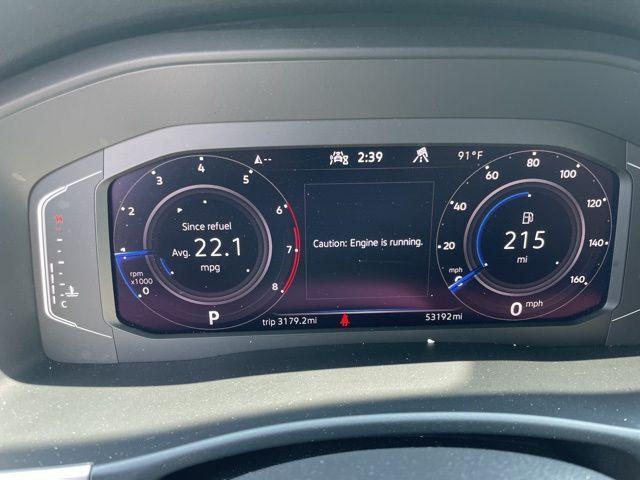 2:39
91°F
Since refuel
Avg. 22.1
mpg
1
2
3
4
5
6
7
8
0
rpm
x1000
P
Caution: Engine is running.
0
20
40
60
80
100
120
140
160
mph
215
mi
0 mph
trip 3179.2mi
53192mi
H
C